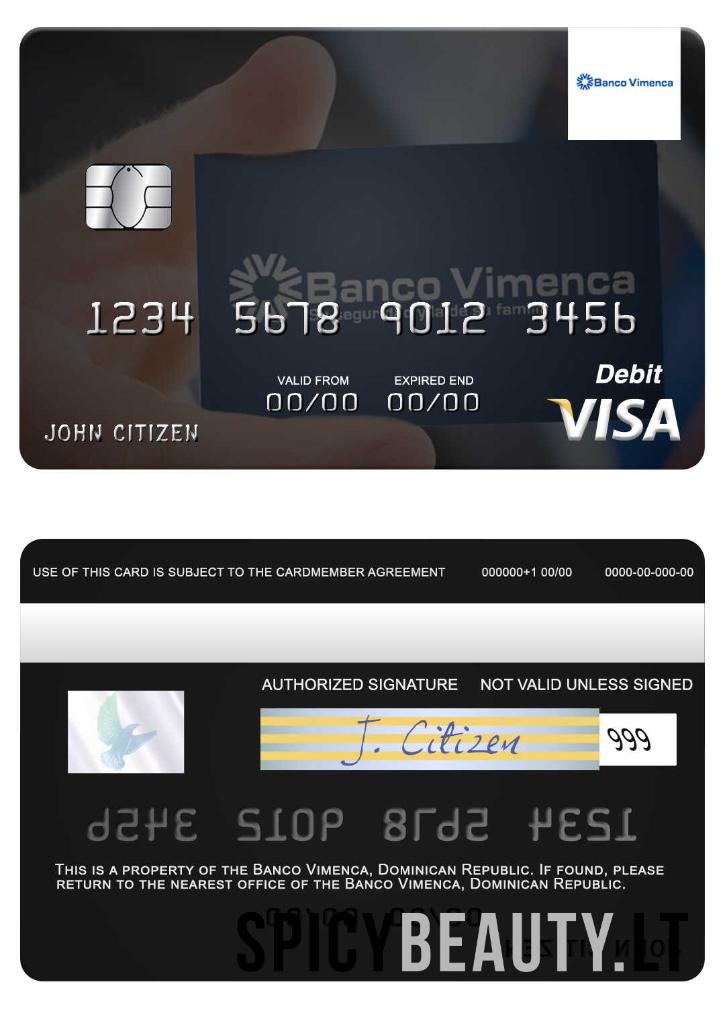 Banco Vimenca
Banco Vimenca
1234 5678 9012 3456
VALID FROM EXPIRED END
00/00 00/00
Debit
VISA
JOHN CITIZEN
USE OF THIS CARD IS SUBJECT TO THE CARDMEMBER AGREEMENT 000000+1 00/00 0000-00-000-00
AUTHORIZED SIGNATURE NOT VALID UNLESS SIGNED
J. Citizen 999
THIS IS A PROPERTY OF THE BANCO VIMENCA, DOMINICAN REPUBLIC. IF FOUND, PLEASE
RETURN TO THE NEAREST OFFICE OF THE BANCO VIMENCA, DOMINICAN REPUBLIC.
SPICYBEAUTY.LT